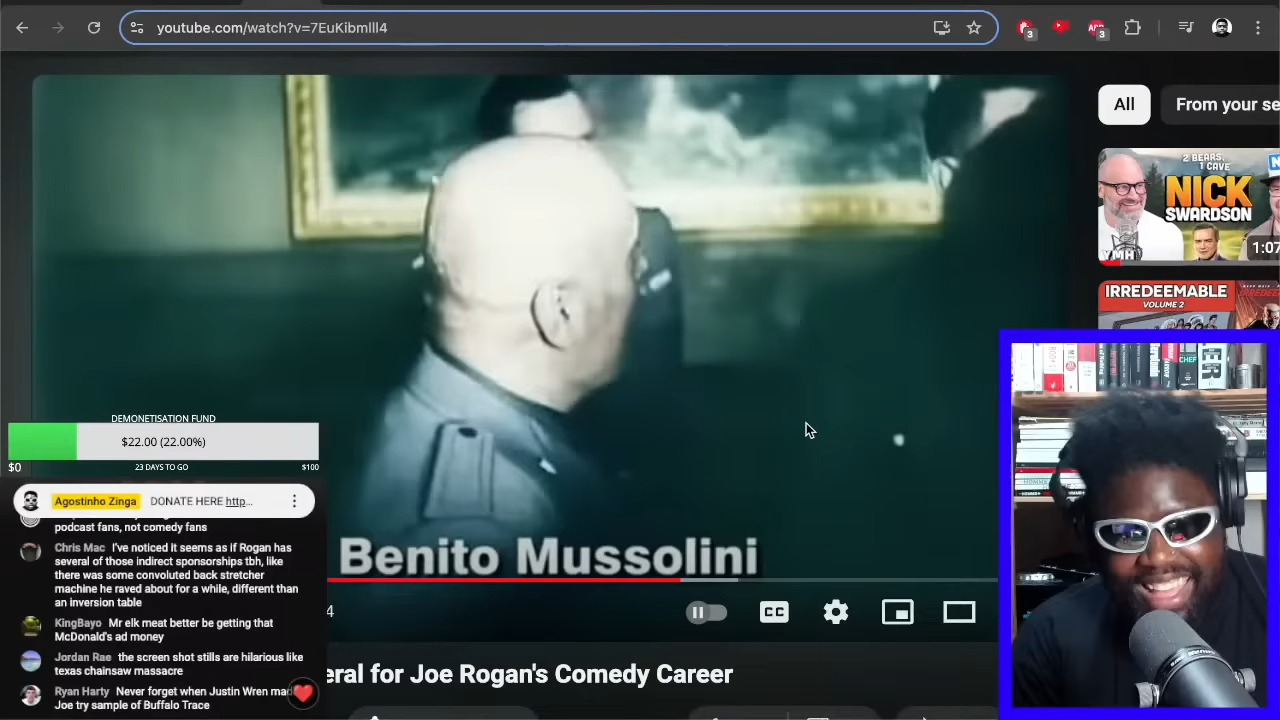 youtube.com/watch?v=7EuKibmlll4
3
3
All
From your se
2 BEARS,
1 CAVE
NICK
SWARDSON
YMH
1:07
IRREDEEMABLE
VOLUME 2
Benito Mussolini
4
CC
eral for Joe Rogan's Comedy Career
DEMONETISATION FUND
$22.00 (22.00%)
$0
23 DAYS TO GO
$100
Agostinho Zinga DONATE HERE http...
podcast fans, not comedy fans
Chris Mac I've noticed it seems as if Rogan has
several of those indirect sponsorships tbh, like
there was some convoluted back stretcher
machine he raved about for a while, different than
an inversion table
KingBayo Mr elk meat better be getting that
McDonald's ad money
Jordan Rae the screen shot stills are hilarious like
texas chainsaw massacre
Ryan Harty Never forget when Justin Wren mad
Joe try sample of Buffalo Trace
CHEF